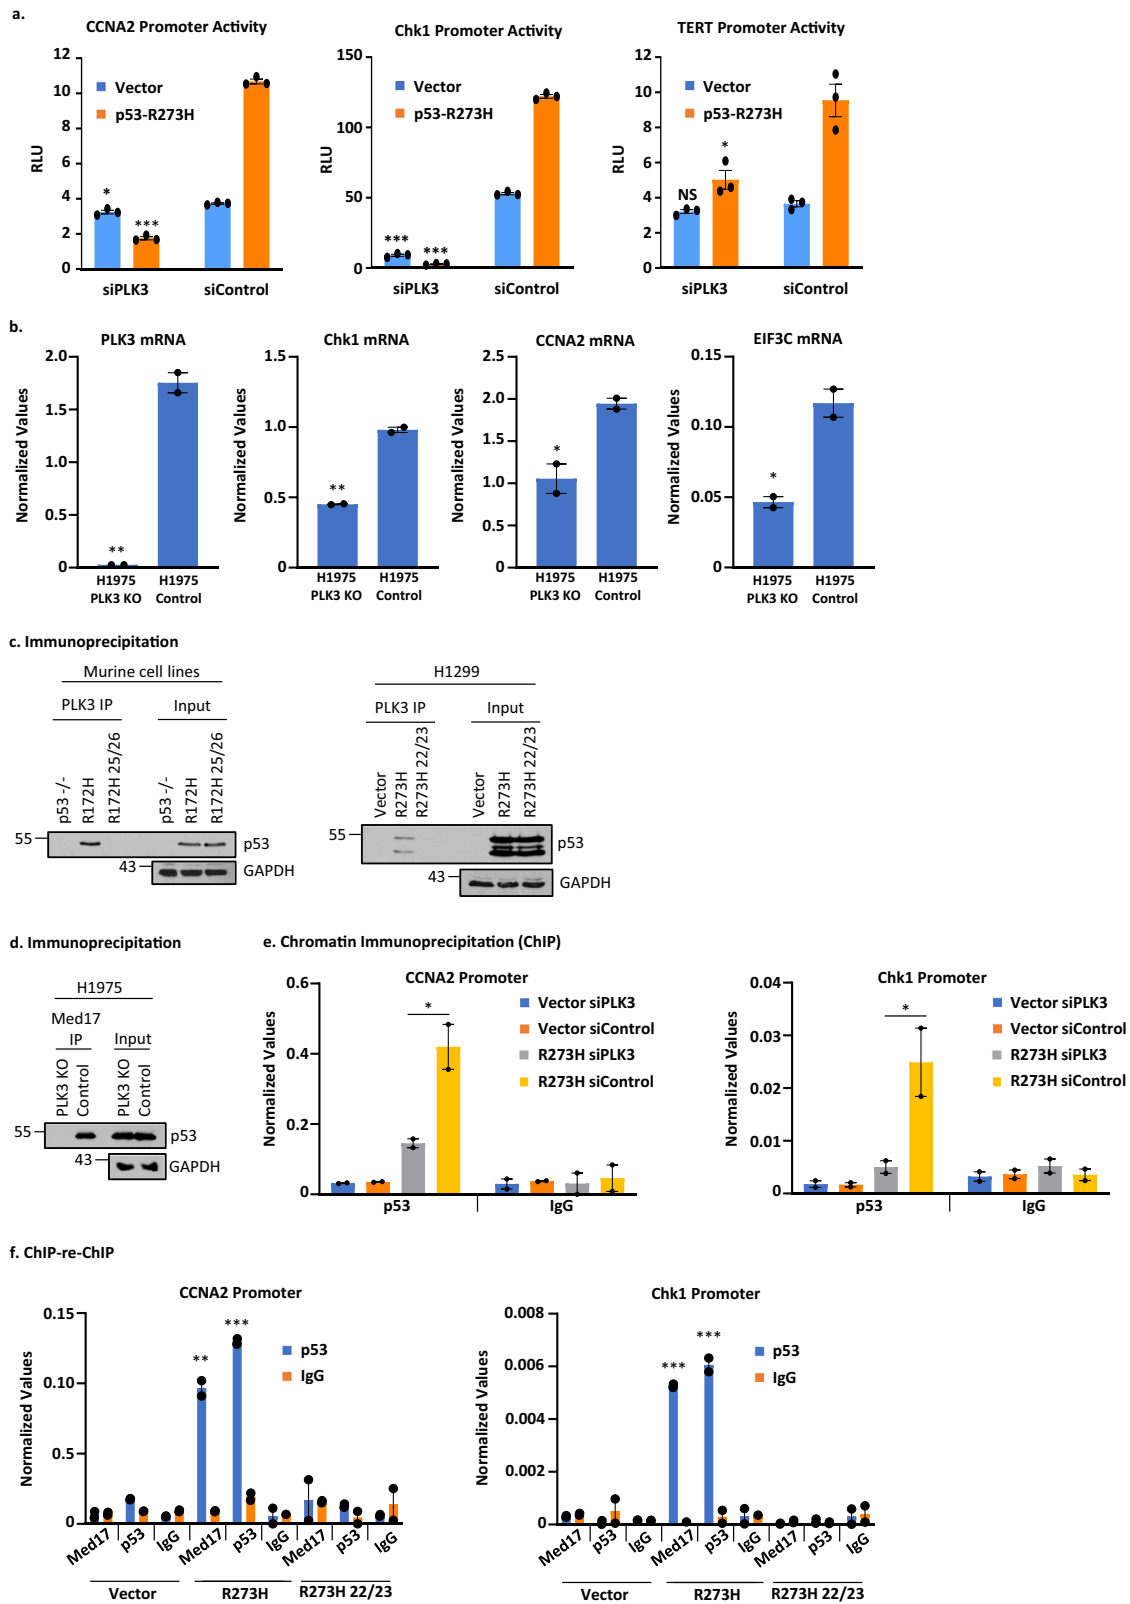 a.
CCNA2 Promoter Activity
Chk1 Promoter Activity
TERT Promoter Activity
12
10
8
6
4
2
0
RLU
Vector
p53-R273H
*
***
siPLK3
siControl
150
100
50
0
RLU
Vector
p53-R273H
***
***
siPLK3
siControl
12
10
8
6
4
2
0
RLU
Vector
p53-R273H
NS
*
siPLK3
siControl
b.
PLK3 mRNA
Normalized Values
2.0
1.5
1.0
0.5
0
**
H1975
PLK3 KO
H1975
Control
Chk1 mRNA
Normalized Values
1.5
1.0
0.5
0
**
H1975
PLK3 KO
H1975
Control
CCNA2 mRNA
Normalized Values
2.5
2.0
1.5
1.0
0.5
0
*
H1975
PLK3 KO
H1975
Control
EIF3C mRNA
Normalized Values
0.15
0.10
0.05
0
*
H1975
PLK3 KO
H1975
Control
c. Immunoprecipitation
Murine cell lines
PLK3 IP
Input
p53 -/-
R172H
R172H 25/26
p53 -/-
R172H
R172H 25/26
55
p53
43
GAPDH
H1299
PLK3 IP
Input
Vector
R273H
R273H 22/23
Vector
R273H
R273H 22/23
55
p53
43
GAPDH
d. Immunoprecipitation
H1975
Med17
IP
Input
PLK3 KO
Control
PLK3 KO
Control
55
p53
43
GAPDH
e. Chromatin Immunoprecipitation (ChIP)
CCNA2 Promoter
Normalized Values
0.6
0.4
0.2
0
*
Vector siPLK3
Vector siControl
R273H siPLK3
R273H siControl
p53
IgG
Chk1 Promoter
Normalized Values
0.04
0.03
0.02
0.01
0
*
Vector siPLK3
Vector siControl
R273H siPLK3
R273H siControl
p53
IgG
f. ChIP-re-ChIP
CCNA2 Promoter
Normalized Values
0.15
0.10
0.5
0
**
***
p53
IgG
Med17
p53
IgG
Med17
p53
IgG
Med17
p53
IgG
Vector
R273H
R273H 22/23
Chk1 Promoter
Normalized Values
0.008
0.006
0.004
0.002
0
***
***
p53
IgG
Med17
p53
IgG
Med17
p53
IgG
Med17
p53
IgG
Vector
R273H
R273H 22/23